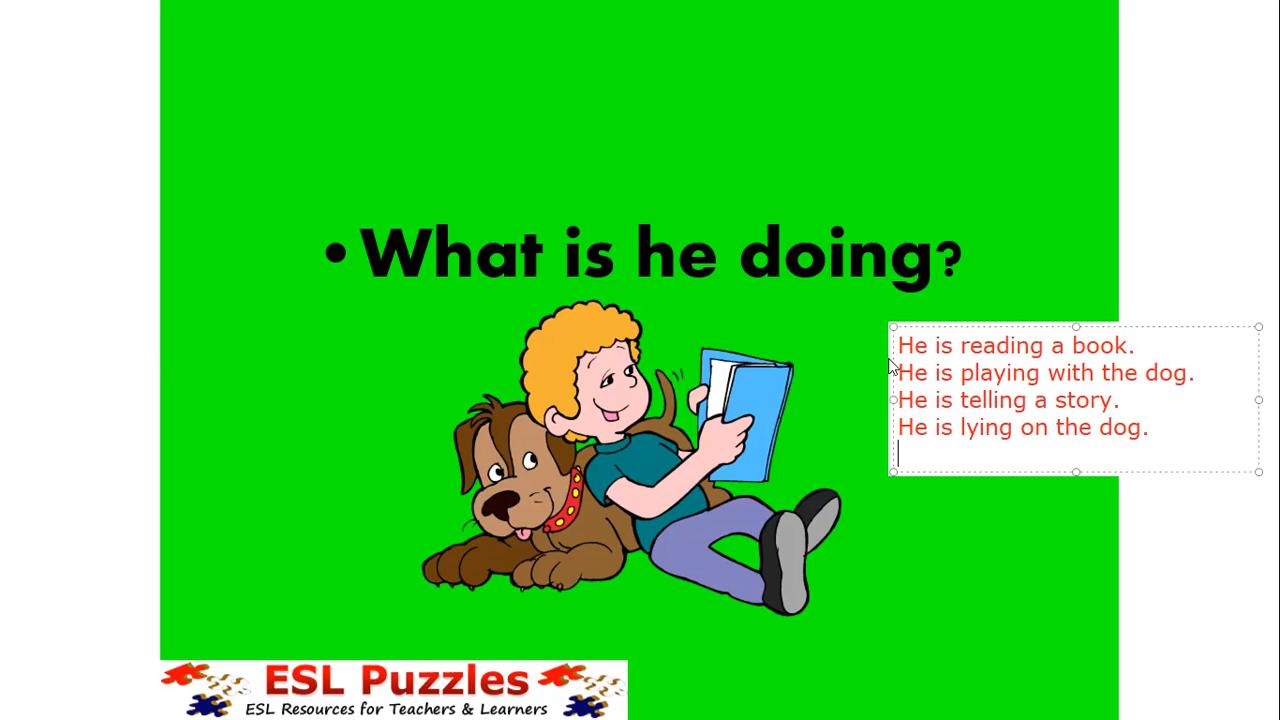 • What is he doing?
He is reading a book.
He is playing with the dog.
He is telling a story.
He is lying on the dog.
ESL Puzzles
ESL Resources for Teachers & Learners